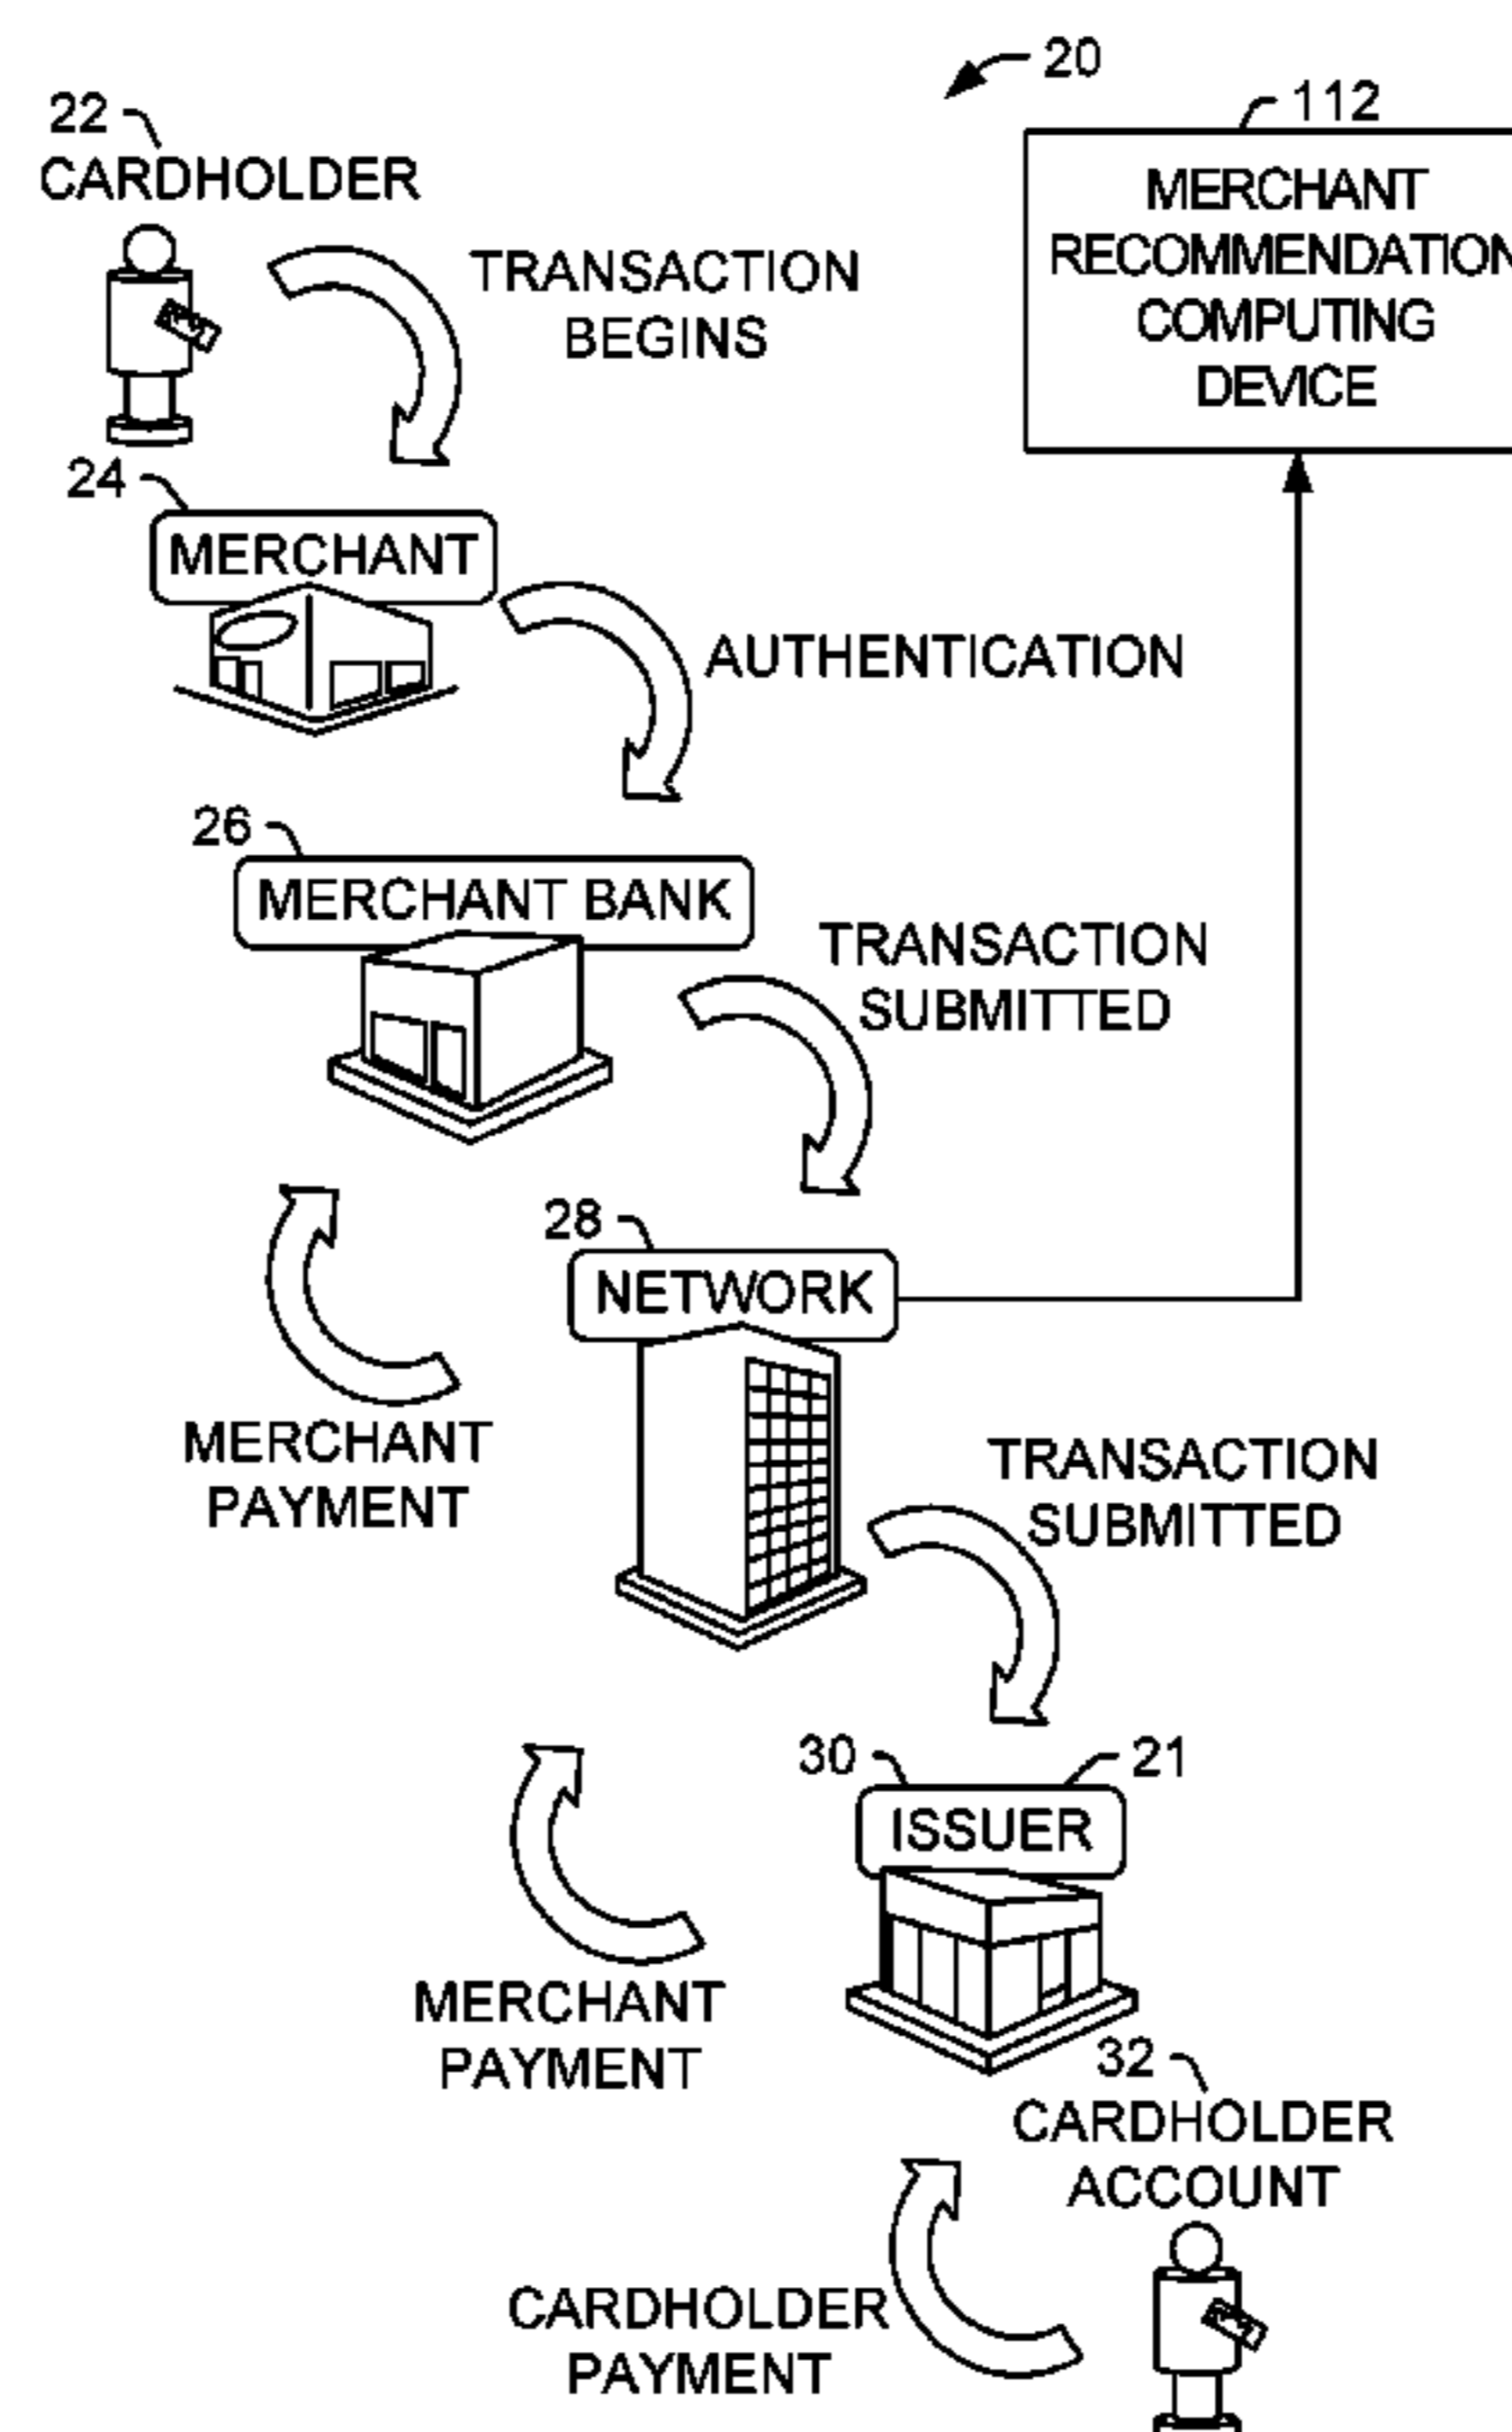 20
22
112
CARDHOLDER
MERCHANT
RECOMMENDATION
COMPUTING
DEVICE
TRANSACTION
BEGINS
24
MERCHANT
AUTHENTICATION
26
MERCHANT BANK
TRANSACTION
SUBMITTED
28
NETWORK
MERCHANT
PAYMENT
TRANSACTION
SUBMITTED
30
21
ISSUER
MERCHANT
PAYMENT
32
CARDHOLDER
ACCOUNT
CARDHOLDER
PAYMENT